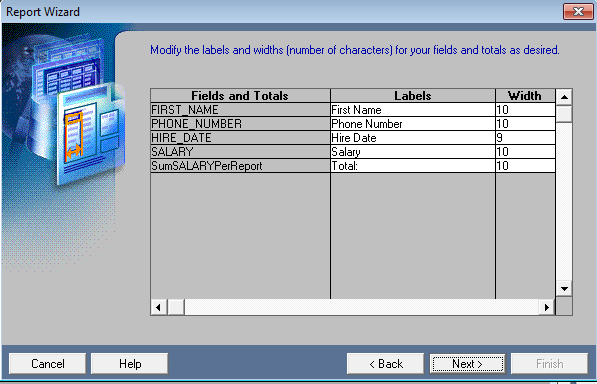 Report Wizard
Modify the labels and widths (number of characters) for your fields and totals as desired.
Fields and Totals Labels Width
FIRST_NAME First Name 10
PHONE_NUMBER Phone Number 10
HIRE_DATE Hire Date 9
SALARY Salary 10
SumSALARYPerReport Total: 10
Cancel Help < Back Next > Finish